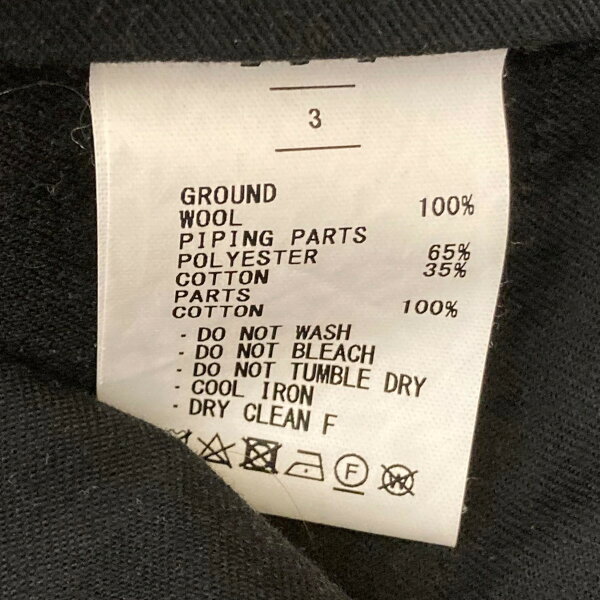 3
GROUND
WOOL 100%
PIPING PARTS
POLYESTER 65%
COTTON 35%
PARTS
COTTON 100%
· DO NOT WASH
· DO NOT BLEACH
· DO NOT TUMBLE DRY
· COOL IRON
· DRY CLEAN F
F W